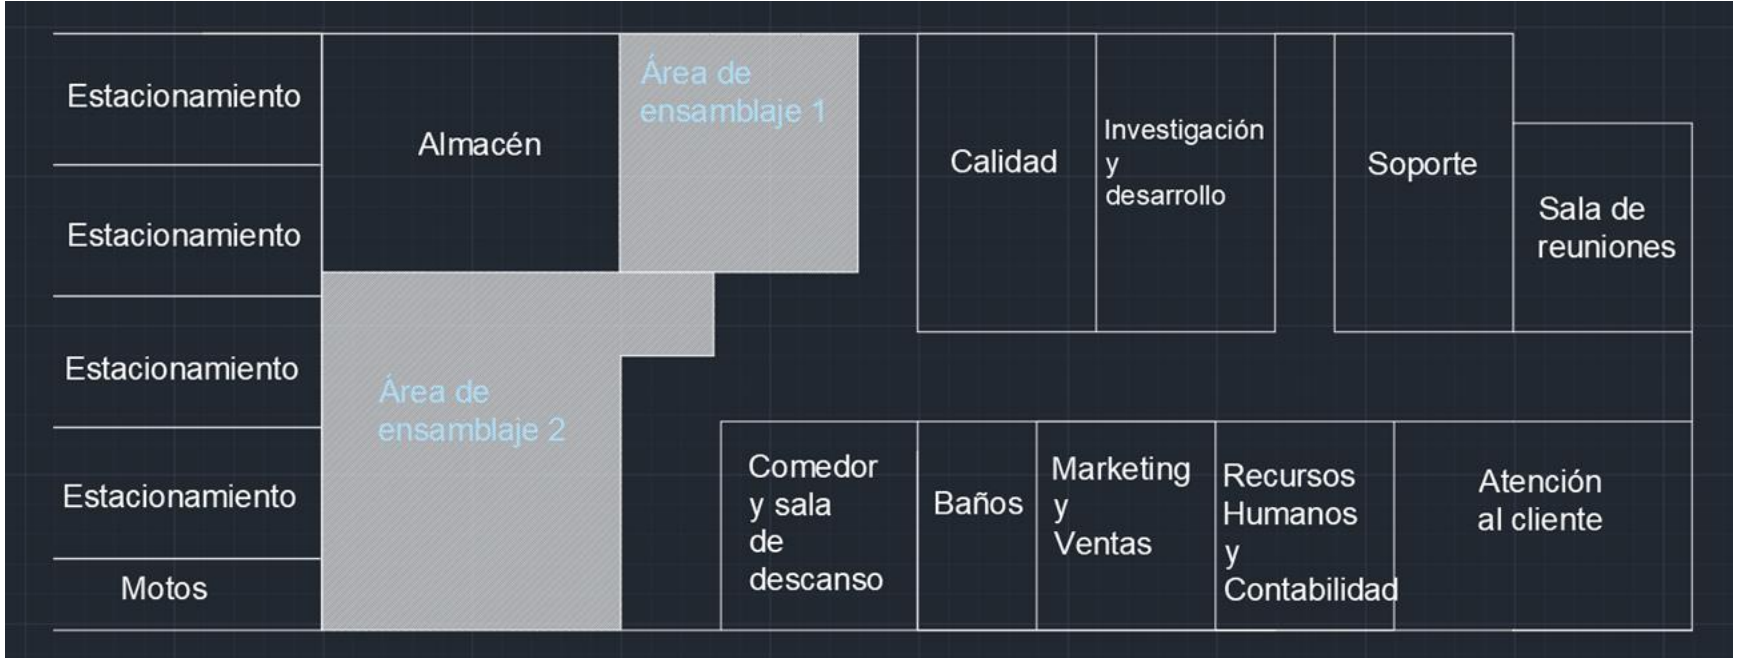 Estacionamiento
Estacionamiento
Estacionamiento
Estacionamiento
Motos
Almacén
Área de
ensamblaje 1
Área de
ensamblaje 2
Calidad
Investigación
y
desarrollo
Soporte
Sala de
reuniones
Comedor
y sala
de
descanso
Baños
Marketing
y
Ventas
Recursos
Humanos
y
Contabilidad
Atención
al cliente